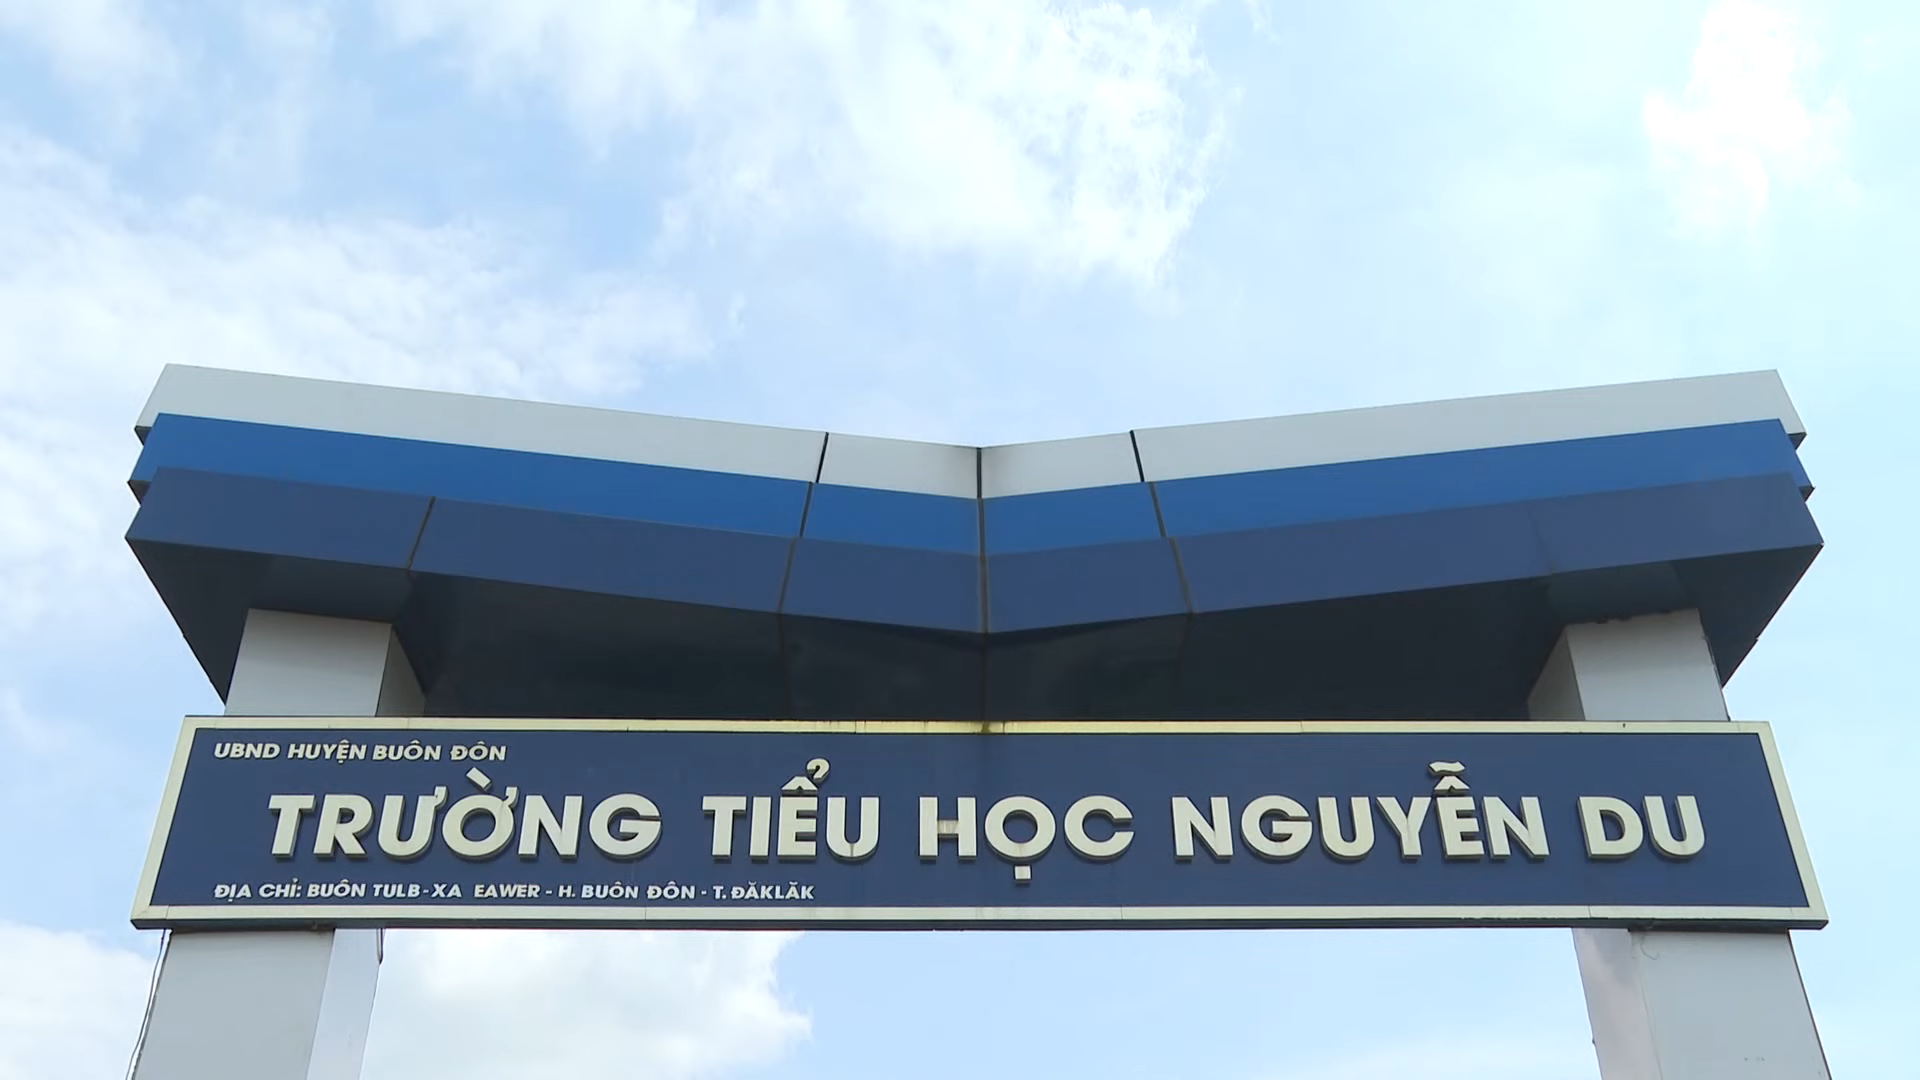 UBND HUYỆN BUÔN ĐÔN
TRƯỜNG TIỂU HỌC NGUYỄN DU
ĐỊA CHỈ: BUÔN TULB-XA EAWER - H. BUÔN ĐÔN - T. ĐĂKLĂK